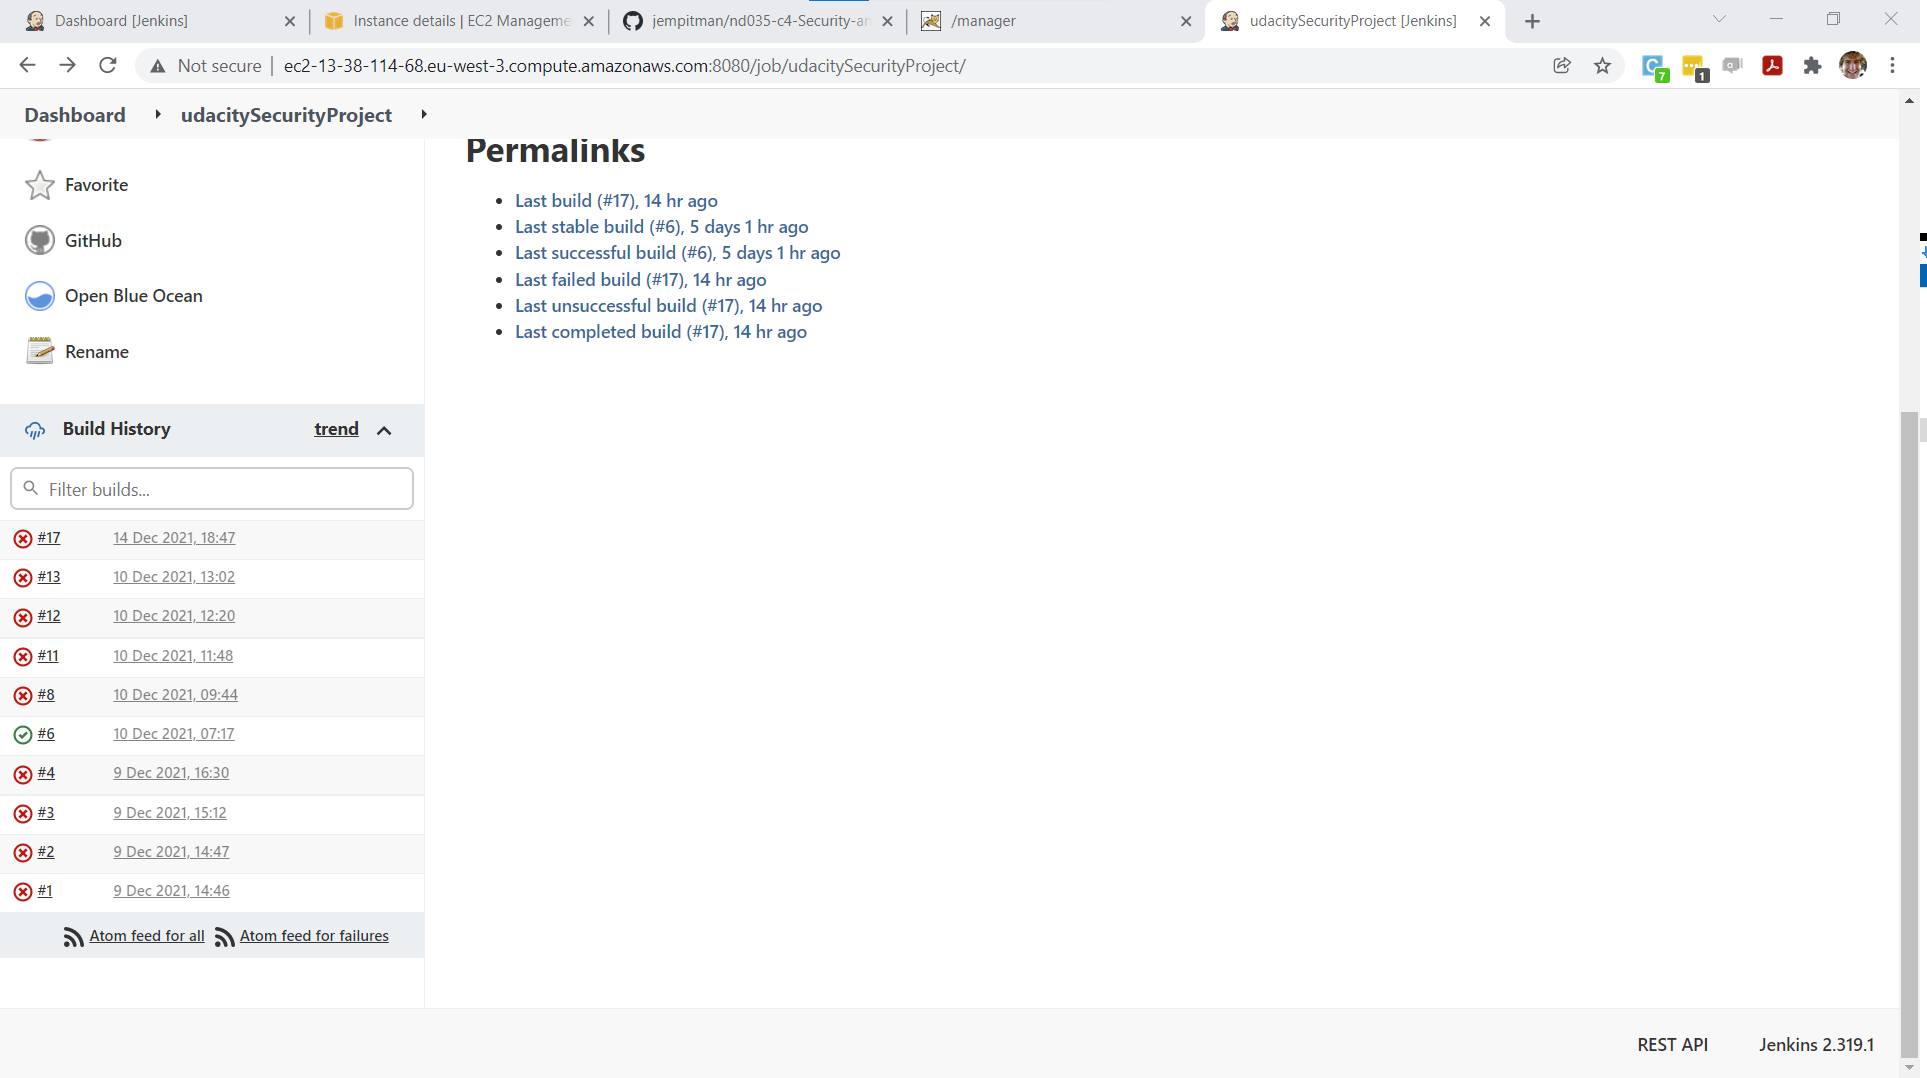 Dashboard [Jenkins]
Instance details | EC2 Manageme
jempitman/nd035-c4-Security-an
/manager
udacitySecurityProject [Jenkins]
Not secure
ec2-13-38-114-68.eu-west-3.compute.amazonaws.com:8080/job/udacitySecurityProject/
7
1
Dashboard
udacitySecurityProject
Favorite
GitHub
Open Blue Ocean
Rename
Permalinks
Last build (#17), 14 hr ago
Last stable build (#6), 5 days 1 hr ago
Last successful build (#6), 5 days 1 hr ago
Last failed build (#17), 14 hr ago
Last unsuccessful build (#17), 14 hr ago
Last completed build (#17), 14 hr ago
Build History trend
Filter builds...
#17 14 Dec 2021, 18:47
#13 10 Dec 2021, 13:02
#12 10 Dec 2021, 12:20
#11 10 Dec 2021, 11:48
#8 10 Dec 2021, 09:44
#6 10 Dec 2021, 07:17
#4 9 Dec 2021, 16:30
#3 9 Dec 2021, 15:12
#2 9 Dec 2021, 14:47
#1 9 Dec 2021, 14:46
Atom feed for all Atom feed for failures
REST API Jenkins 2.319.1